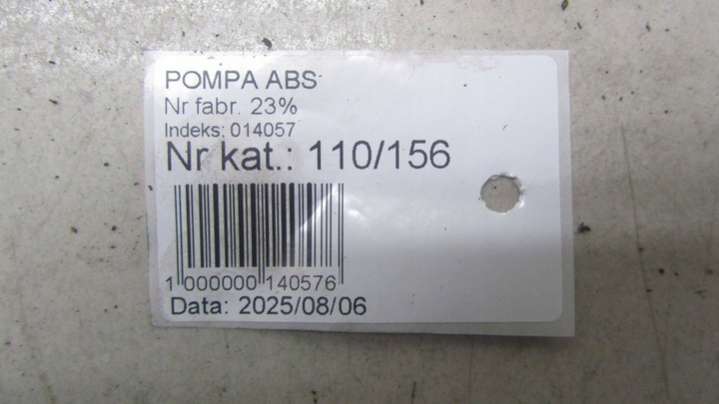 POMPA ABS
Nr fabr. 23%
Indeks: 014057
Nr kat.: 110/156
1 000000 140576
Data: 2025/08/06